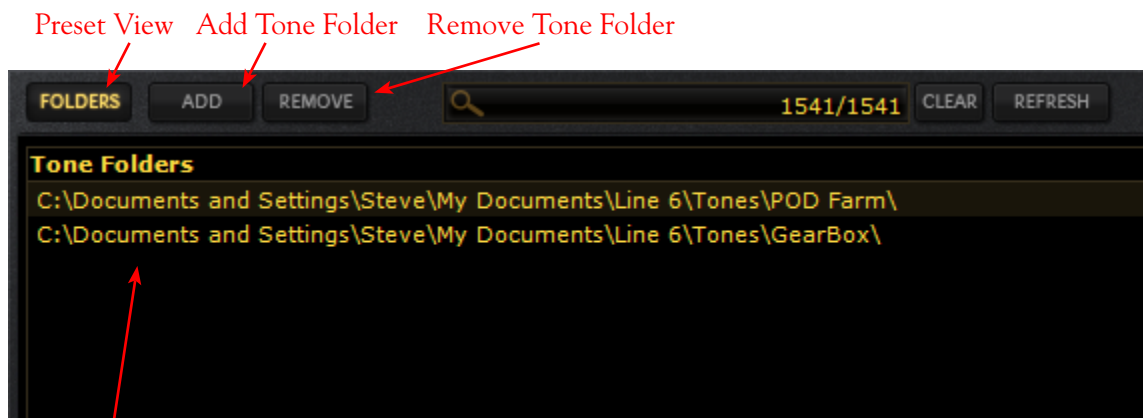 Preset View Add Tone Folder Remove Tone Folder
FOLDERS ADD REMOVE 1541/1541 CLEAR REFRESH
Tone Folders
C:\Documents and Settings\Steve\My Documents\Line 6\Tones\POD Farm\
C:\Documents and Settings\Steve\My Documents\Line 6\Tones\GearBox\